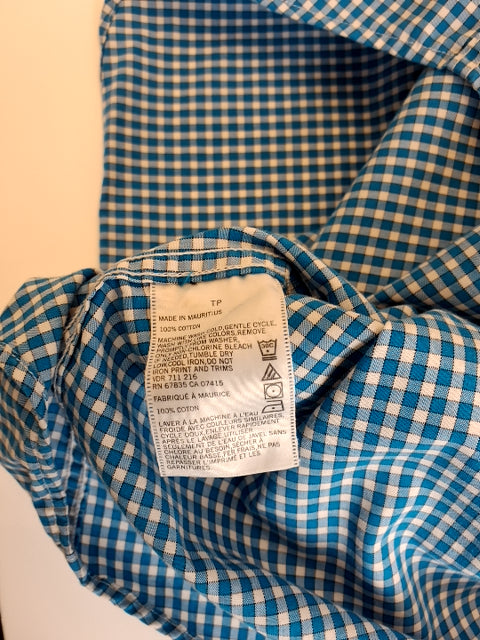 TP
MADE IN MAURITIUS
100% COTTON
MACHINE WASH COLD, GENTLE CYCLE,
WASH WITH COLORS, REMOVE
PROMPTLY FROM WASHER,
ONLY NON-CHLORINE BLEACH
IF NEEDED, TUMBLE DRY
LOW, COOL IRON, DO NOT
IRON PRINT AND TRIMS
IDR 711 216
RN 67835 CA 07415
FABRIQUÉ À MAURICE
100% COTON
LAVER À LA MACHINE À L'EAU
FROIDE AVEC COULEURS SIMILAIRES,
CYCLE DOUX, ENLEVER RAPIDEMENT
APRÈS LE LAVAGE, UTILISER
SEULEMENT DE L'EAU DE JAVEL SANS
CHLORE AU BESOIN, SÉCHER À
CHALEUR BASSE, FER FRAIS, NE PAS
REPASSER L'IMPRIMÉ ET LES
GARNITURES.